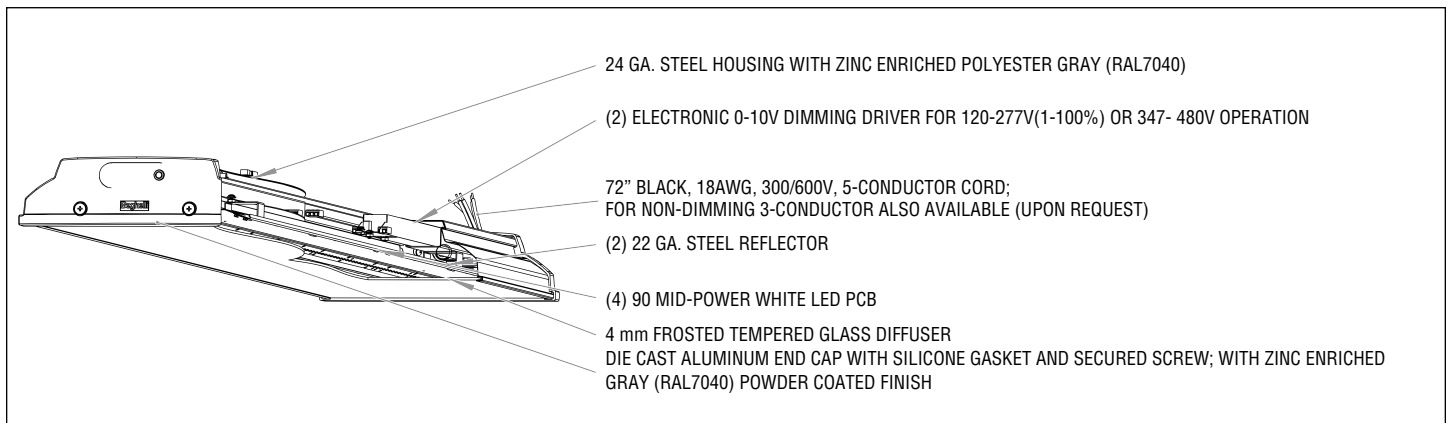 24 GA. STEEL HOUSING WITH ZINC ENRICHED POLYESTER GRAY (RAL7040)
(2) ELECTRONIC 0-10V DIMMING DRIVER FOR 120-277V(1-100%) OR 347- 480V OPERATION
72” BLACK, 18AWG, 300/600V, 5-CONDUCTOR CORD;
FOR NON-DIMMING 3-CONDUCTOR ALSO AVAILABLE (UPON REQUEST)
(2) 22 GA. STEEL REFLECTOR
(4) 90 MID-POWER WHITE LED PCB
4 mm FROSTED TEMPERED GLASS DIFFUSER
DIE CAST ALUMINUM END CAP WITH SILICONE GASKET AND SECURED SCREW; WITH ZINC ENRICHED
GRAY (RAL7040) POWDER COATED FINISH